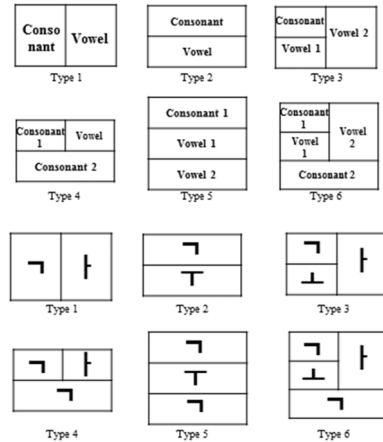 Conso
nant
Vowel
Type 1
Consonant
Vowel
Type 2
Consonant
Vowel 1
Vowel 2
Type 3
Consonant
1
Vowel
Consonant 2
Type 4
Consonant 1
Vowel 1
Vowel 2
Type 5
Consonant
1
Vowel
1
Vowel
2
Consonant 2
Type 6
ㄱ ㅏ
Type 1
ㄱ
ㅜ
Type 2
ㄱ
ㅗ
ㅏ
Type 3
ㄱ ㅏ
ㄱ
Type 4
ㄱ
ㅜ
ㄱ
Type 5
ㄱ
ㅗ
ㅏ
ㄱ
Type 6